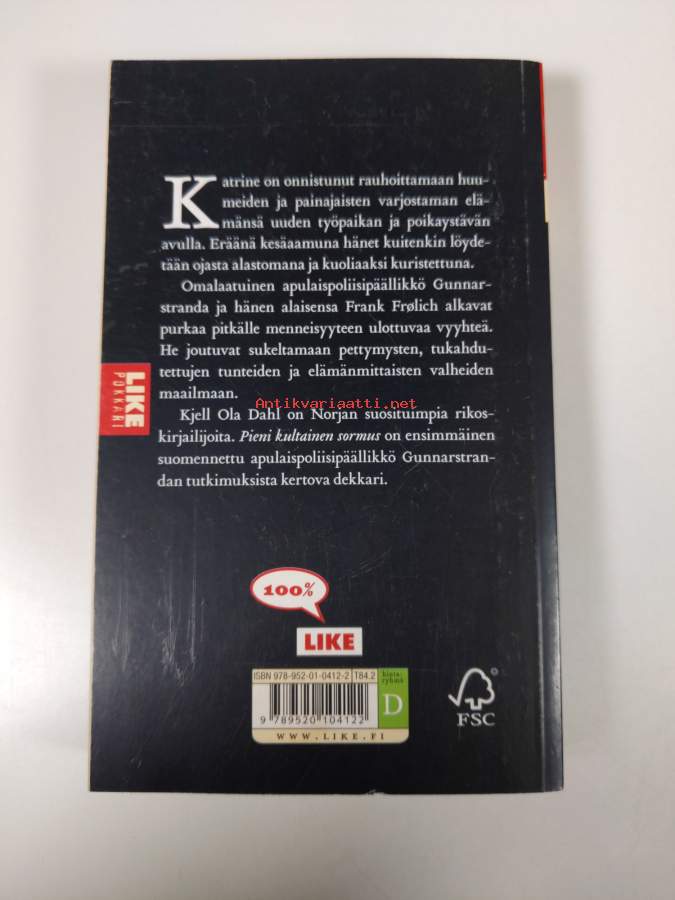 Katrine on onnistunut rauhoittamaan huu-
meiden ja painajaisten varjostaman elä-
mänsä uuden työpaikan ja poikaystävän
avulla. Eräänä kesäaamuna hänet kuitenkin löyde-
tään ojasta alastomana ja kuoliaaksi kuristettuna.
Omalaatuinen apulaispoliisipäällikkö Gunnar-
stranda ja hänen alaisensa Frank Frølich alkavat
purkaa pitkälle menneisyyteen ulottuvaa vyyhteä.
He joutuvat sukeltamaan pettymysten, tukahdu-
tettujen tunteiden ja elämänmittaisten valheiden
maailmaan.
Antikvariaatti.net
Kjell Ola Dahl on Norjan suosituimpia rikos-
kirjailijoita. Pieni kultainen sormus on ensimmäinen
suomennettu apulaispoliisipäällikkö Gunnarstran-
dan tutkimuksista kertova dekkari.
LIKE
POKKARI
100%
LIKE
ISBN 978-952-01-0412-2 T84.2
hinta-
ryhmä
D
9 789520 104122
WWW.LIKE.FI
FSC